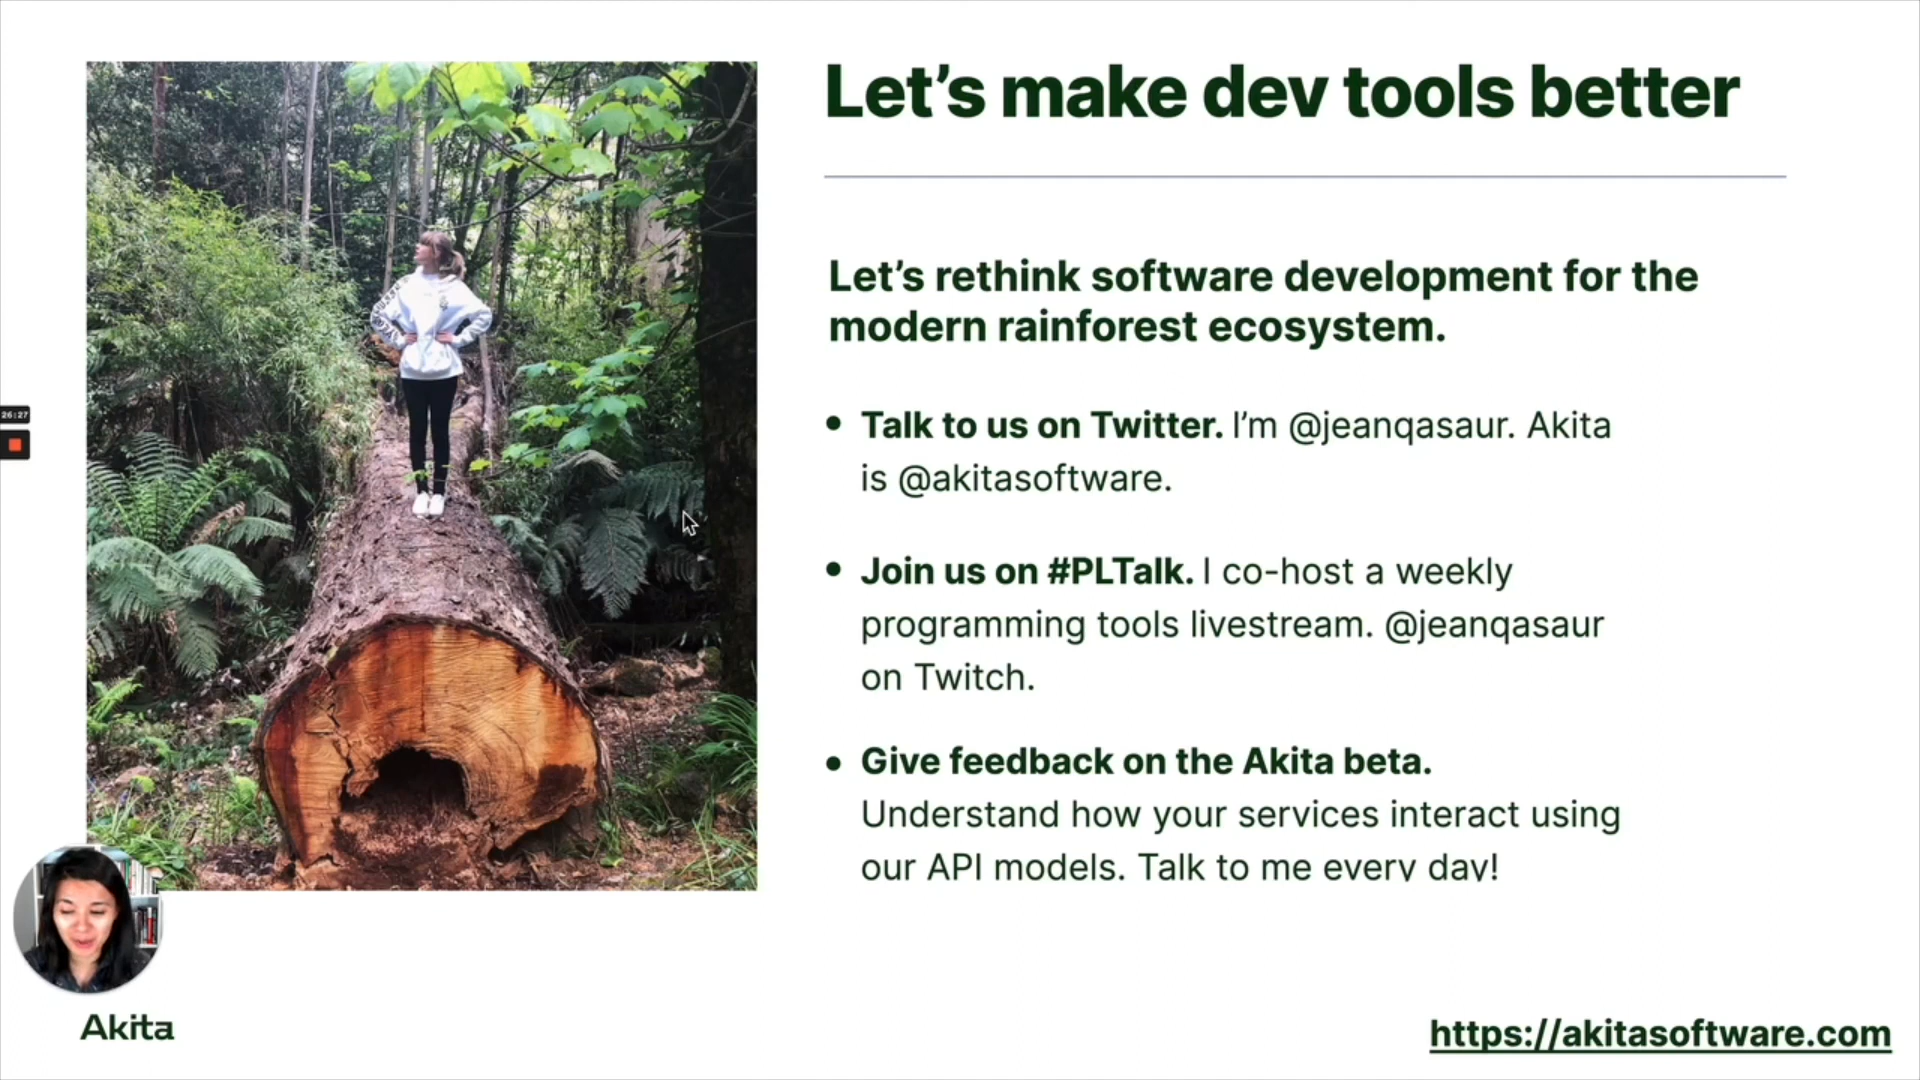 Let’s make dev tools better
Let’s rethink software development for the
modern rainforest ecosystem.
26:27
• Talk to us on Twitter. I’m @jeanqasaur. Akita
is @akitasoftware.
• Join us on #PLTalk. I co-host a weekly
programming tools livestream. @jeanqasaur
on Twitch.
• Give feedback on the Akita beta.
Understand how your services interact using
our API models. Talk to me every day!
Akita
https://akitasoftware.com